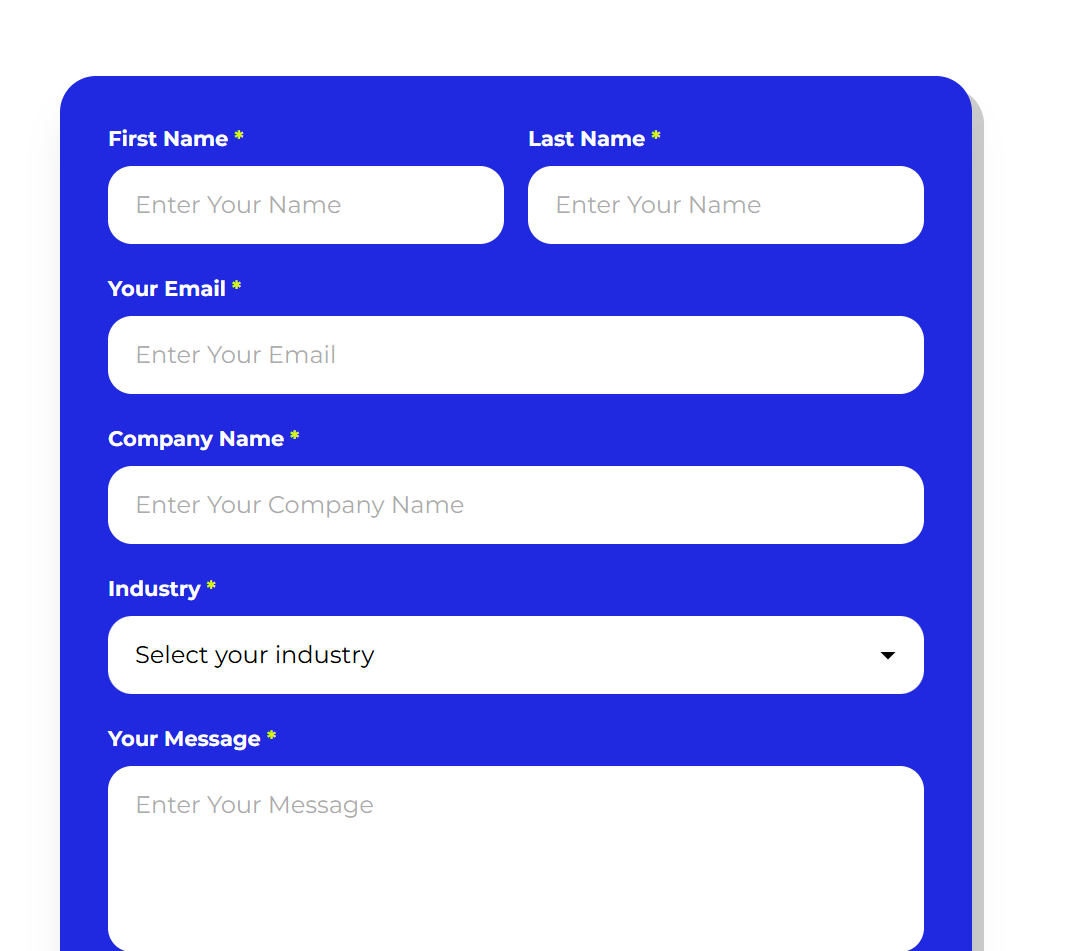 First Name * Last Name *
Enter Your Name Enter Your Name
Your Email *
Enter Your Email
Company Name *
Enter Your Company Name
Industry *
Select your industry
Your Message *
Enter Your Message